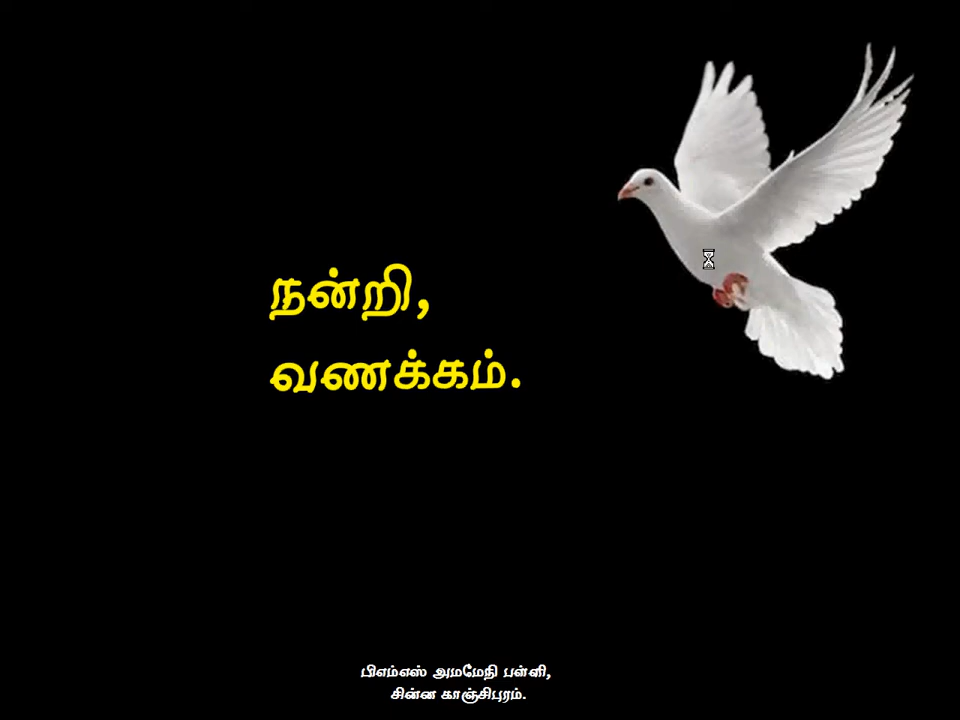 நன்றி,
வணக்கம்.
பிஎம்எஸ் அமமேநி பள்ளி,
சின்ன காஞ்சிபுரம்.